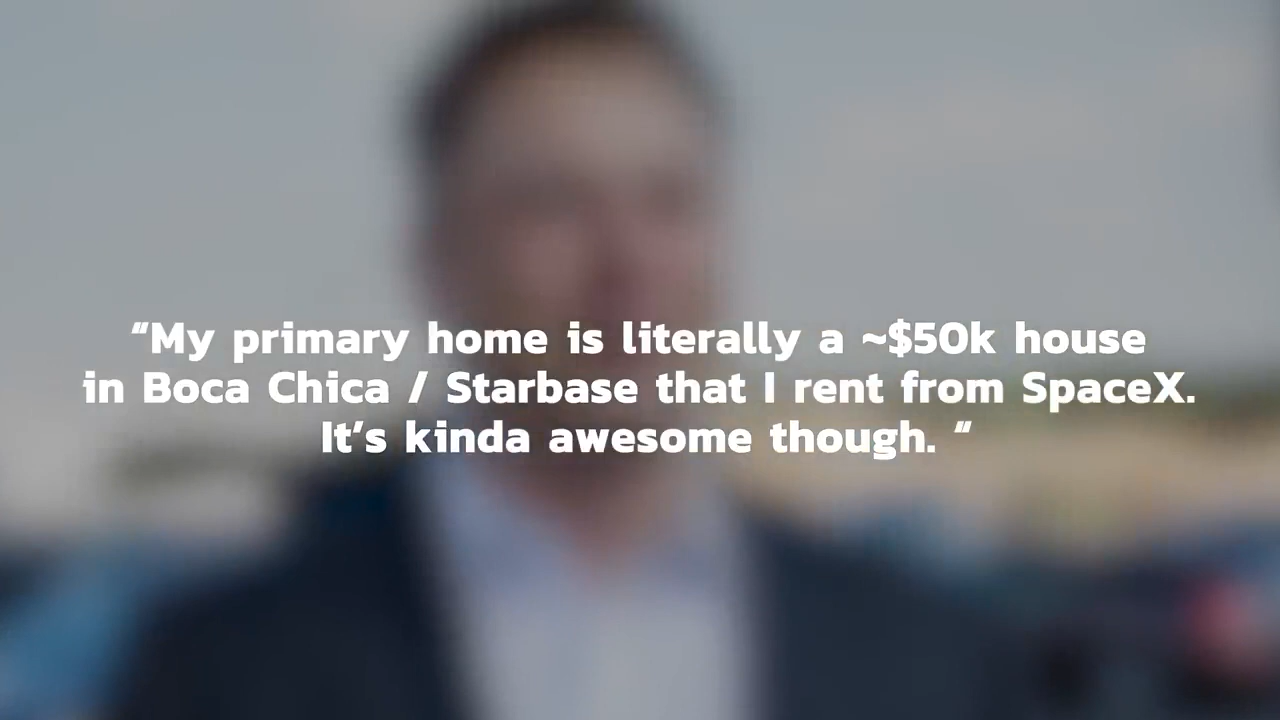 “My primary home is literally a ~$50k house
in Boca Chica / Starbase that I rent from SpaceX.
It’s kinda awesome though. “